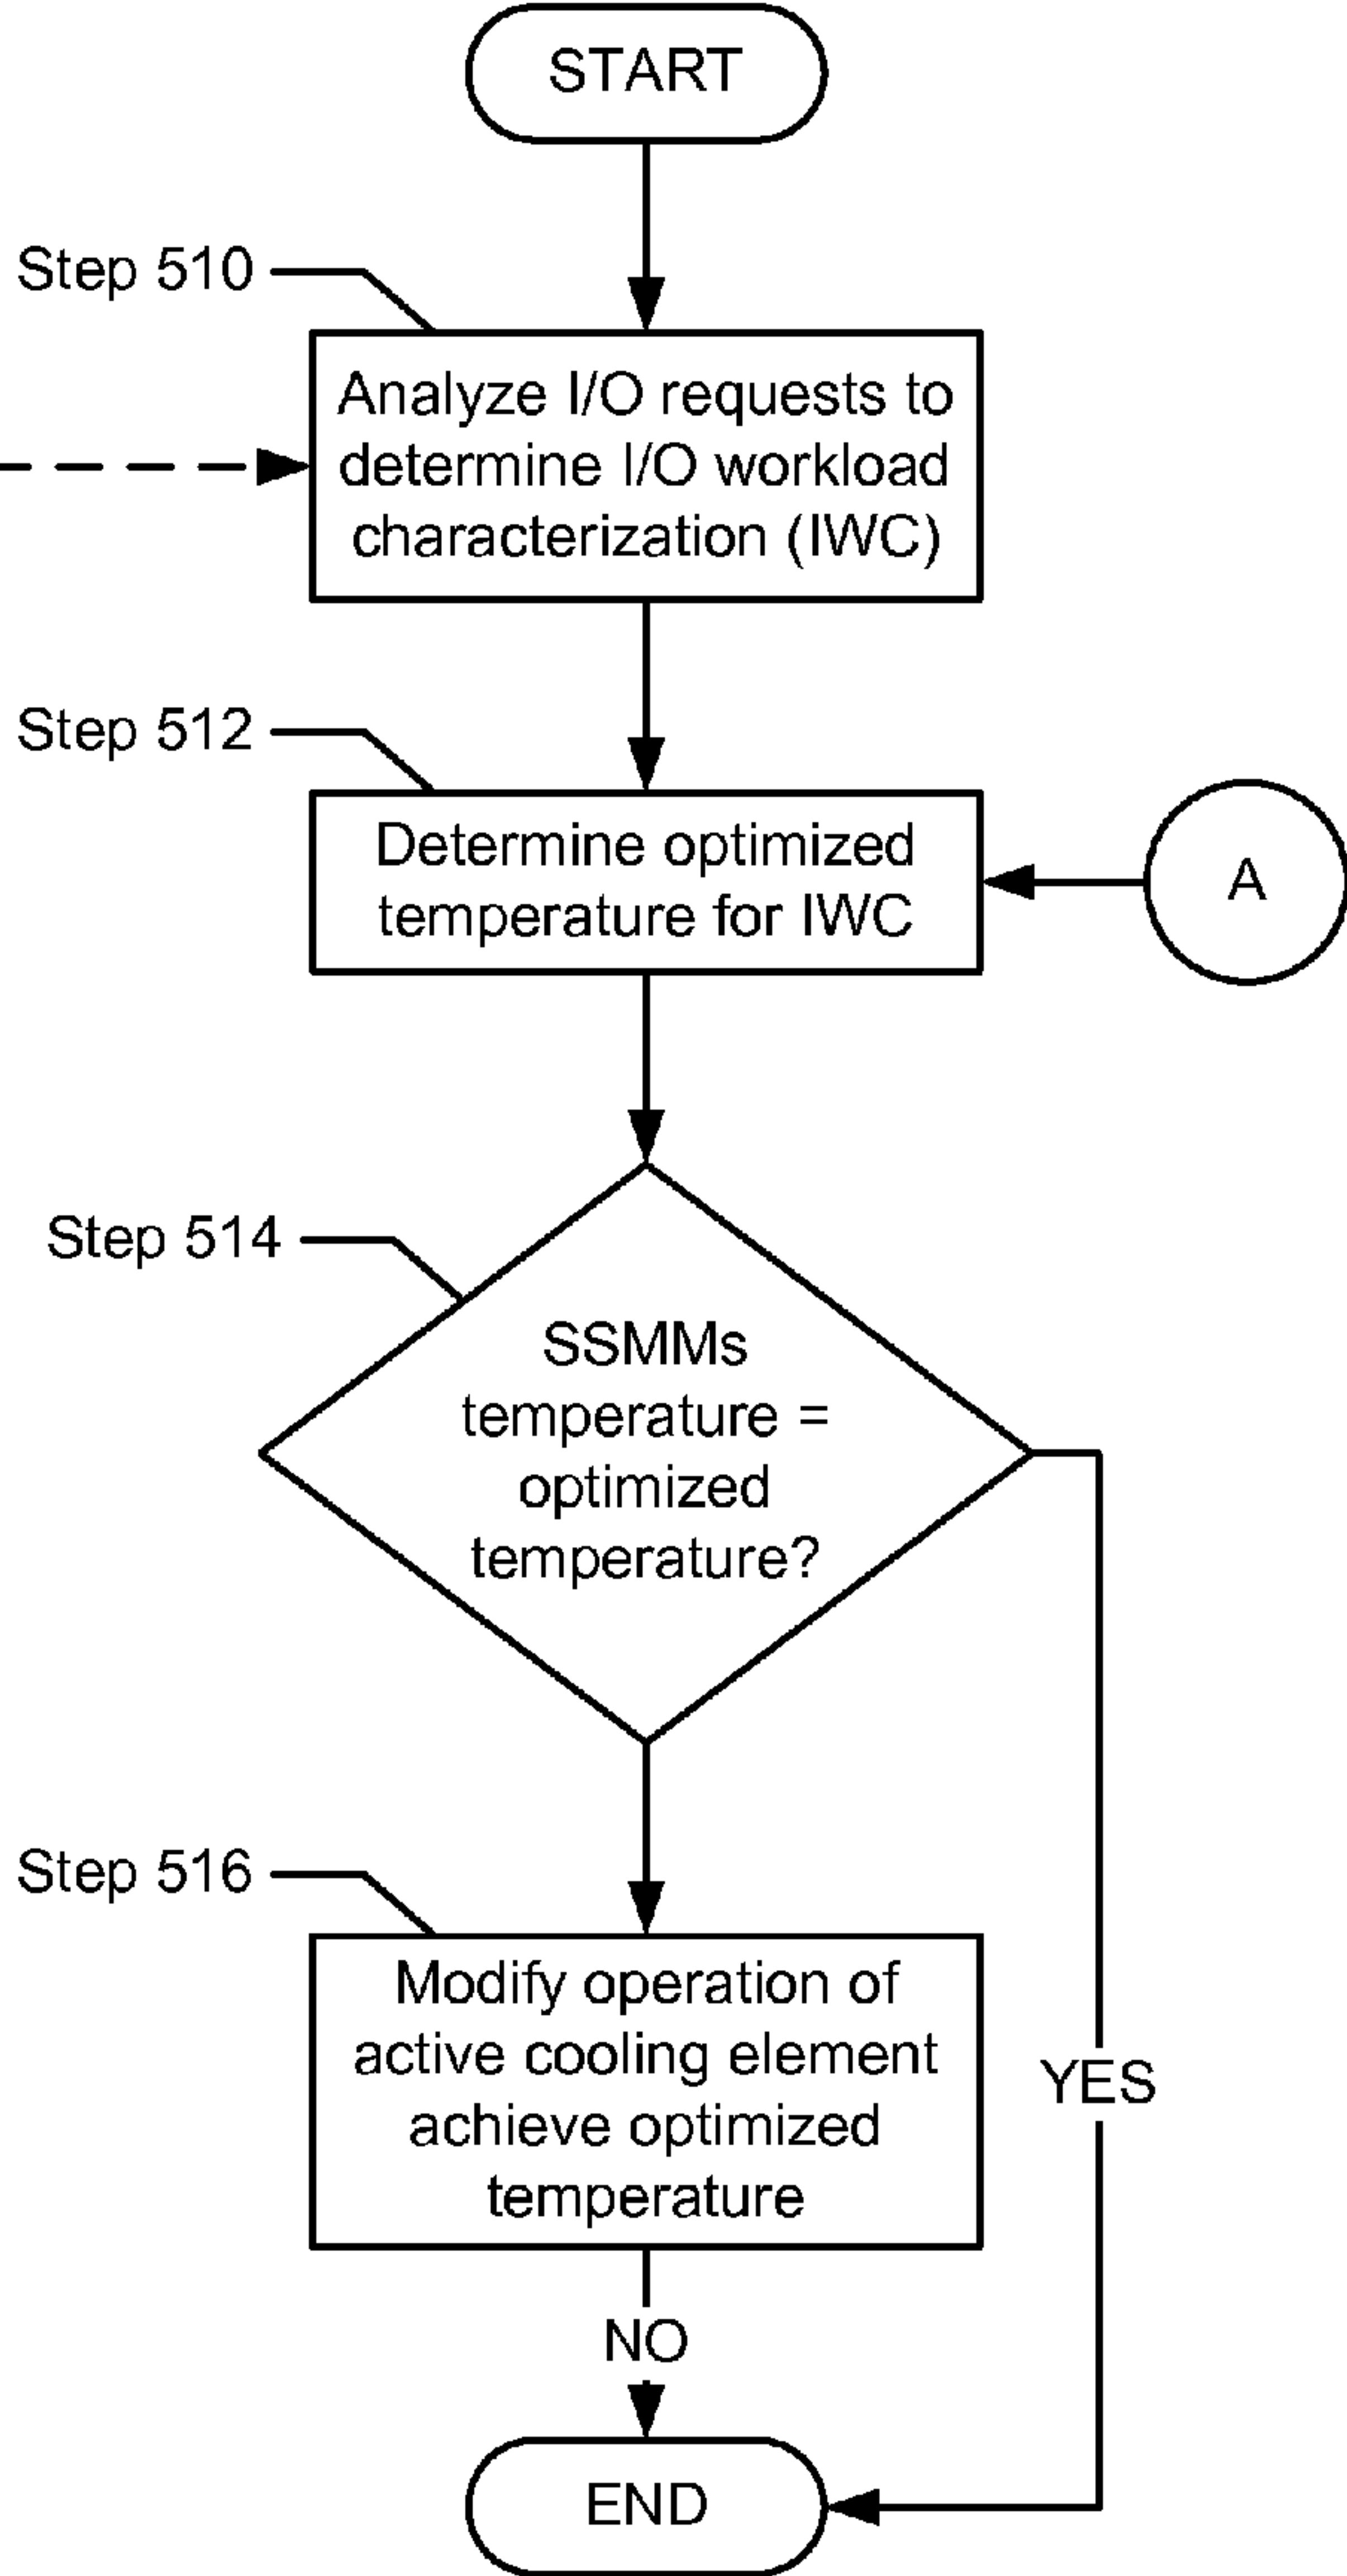 START
Step 510
Analyze I/O requests to
determine I/O workload
characterization (IWC)
Step 512
Determine optimized
temperature for IWC
A
Step 514
SSMMs
temperature =
optimized
temperature?
Step 516
Modify operation of
active cooling element
achieve optimized
temperature
YES
NO
END